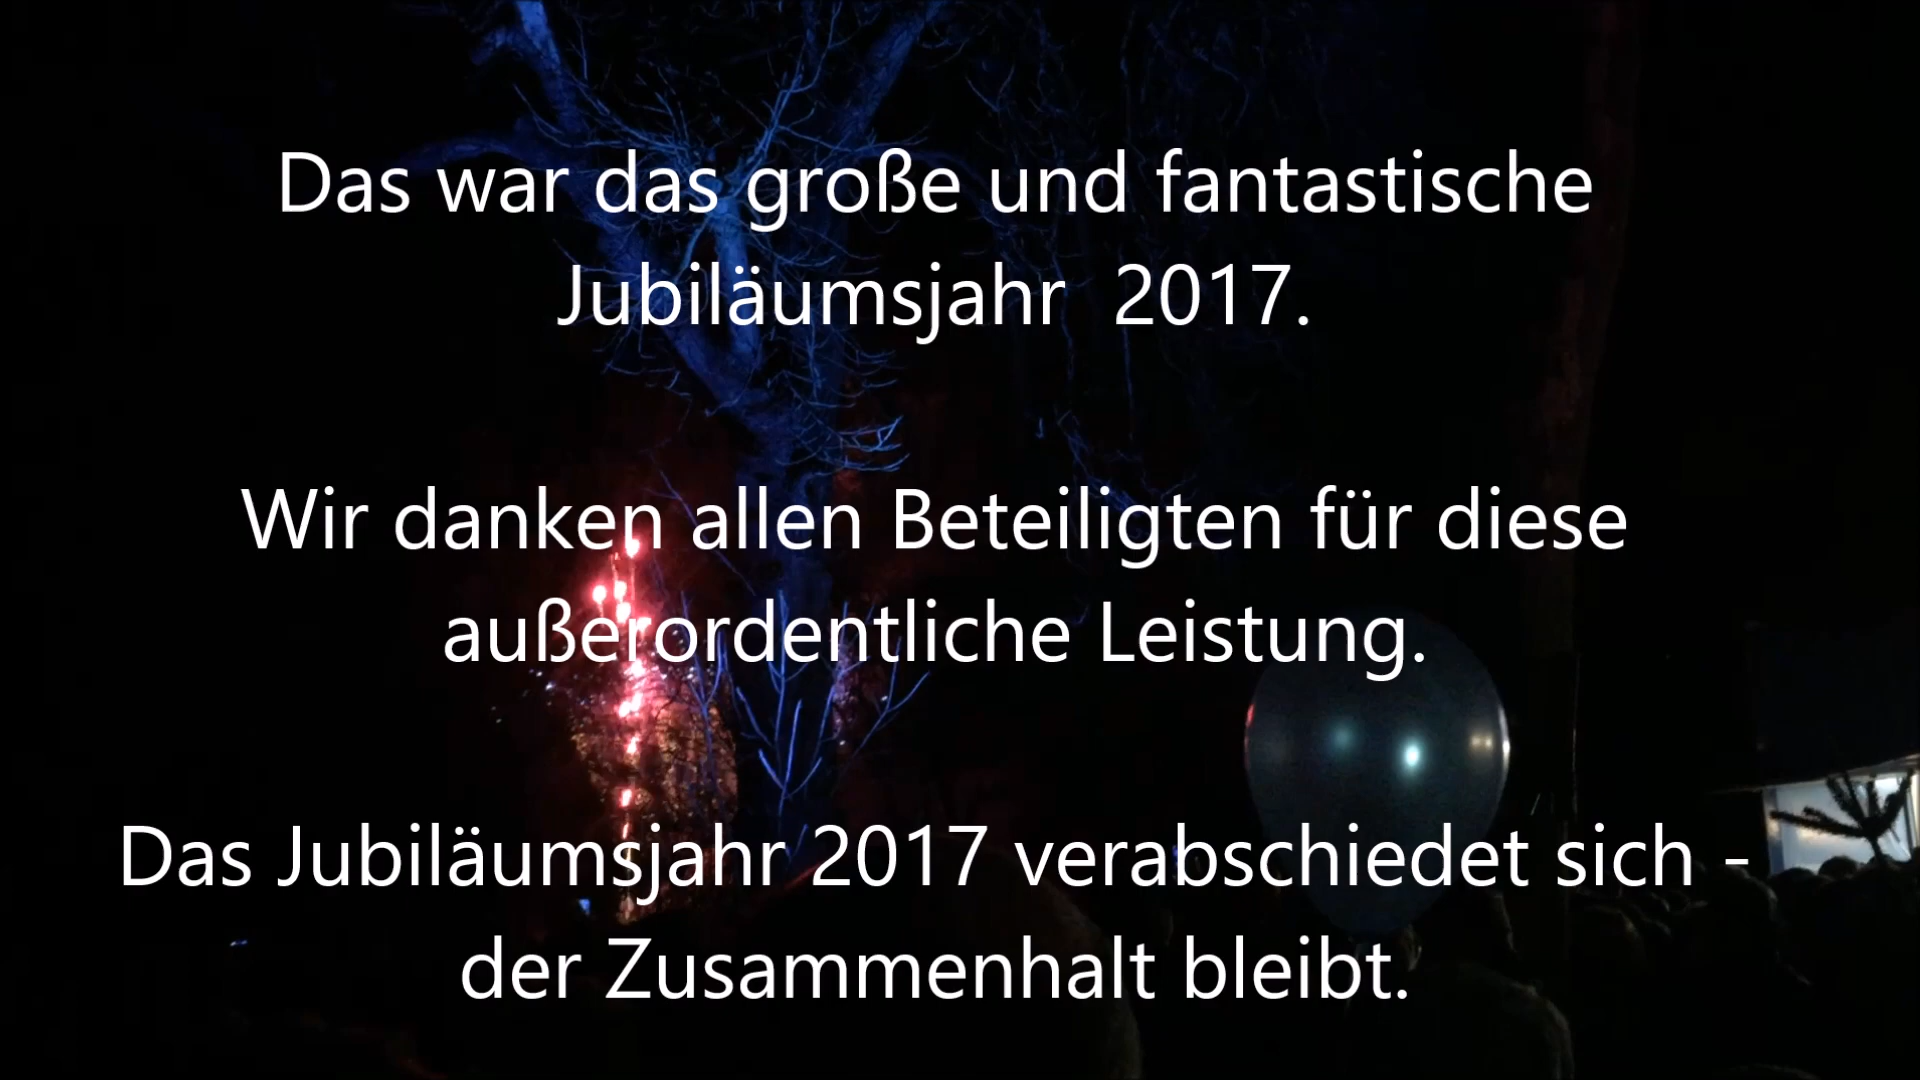 Das war das große und fantastische
Jubiläumsjahr  2017.
Wir danken allen Beteiligten für diese
außerordentliche Leistung.
Das Jubiläumsjahr 2017 verabschiedet sich -
der Zusammenhalt bleibt.